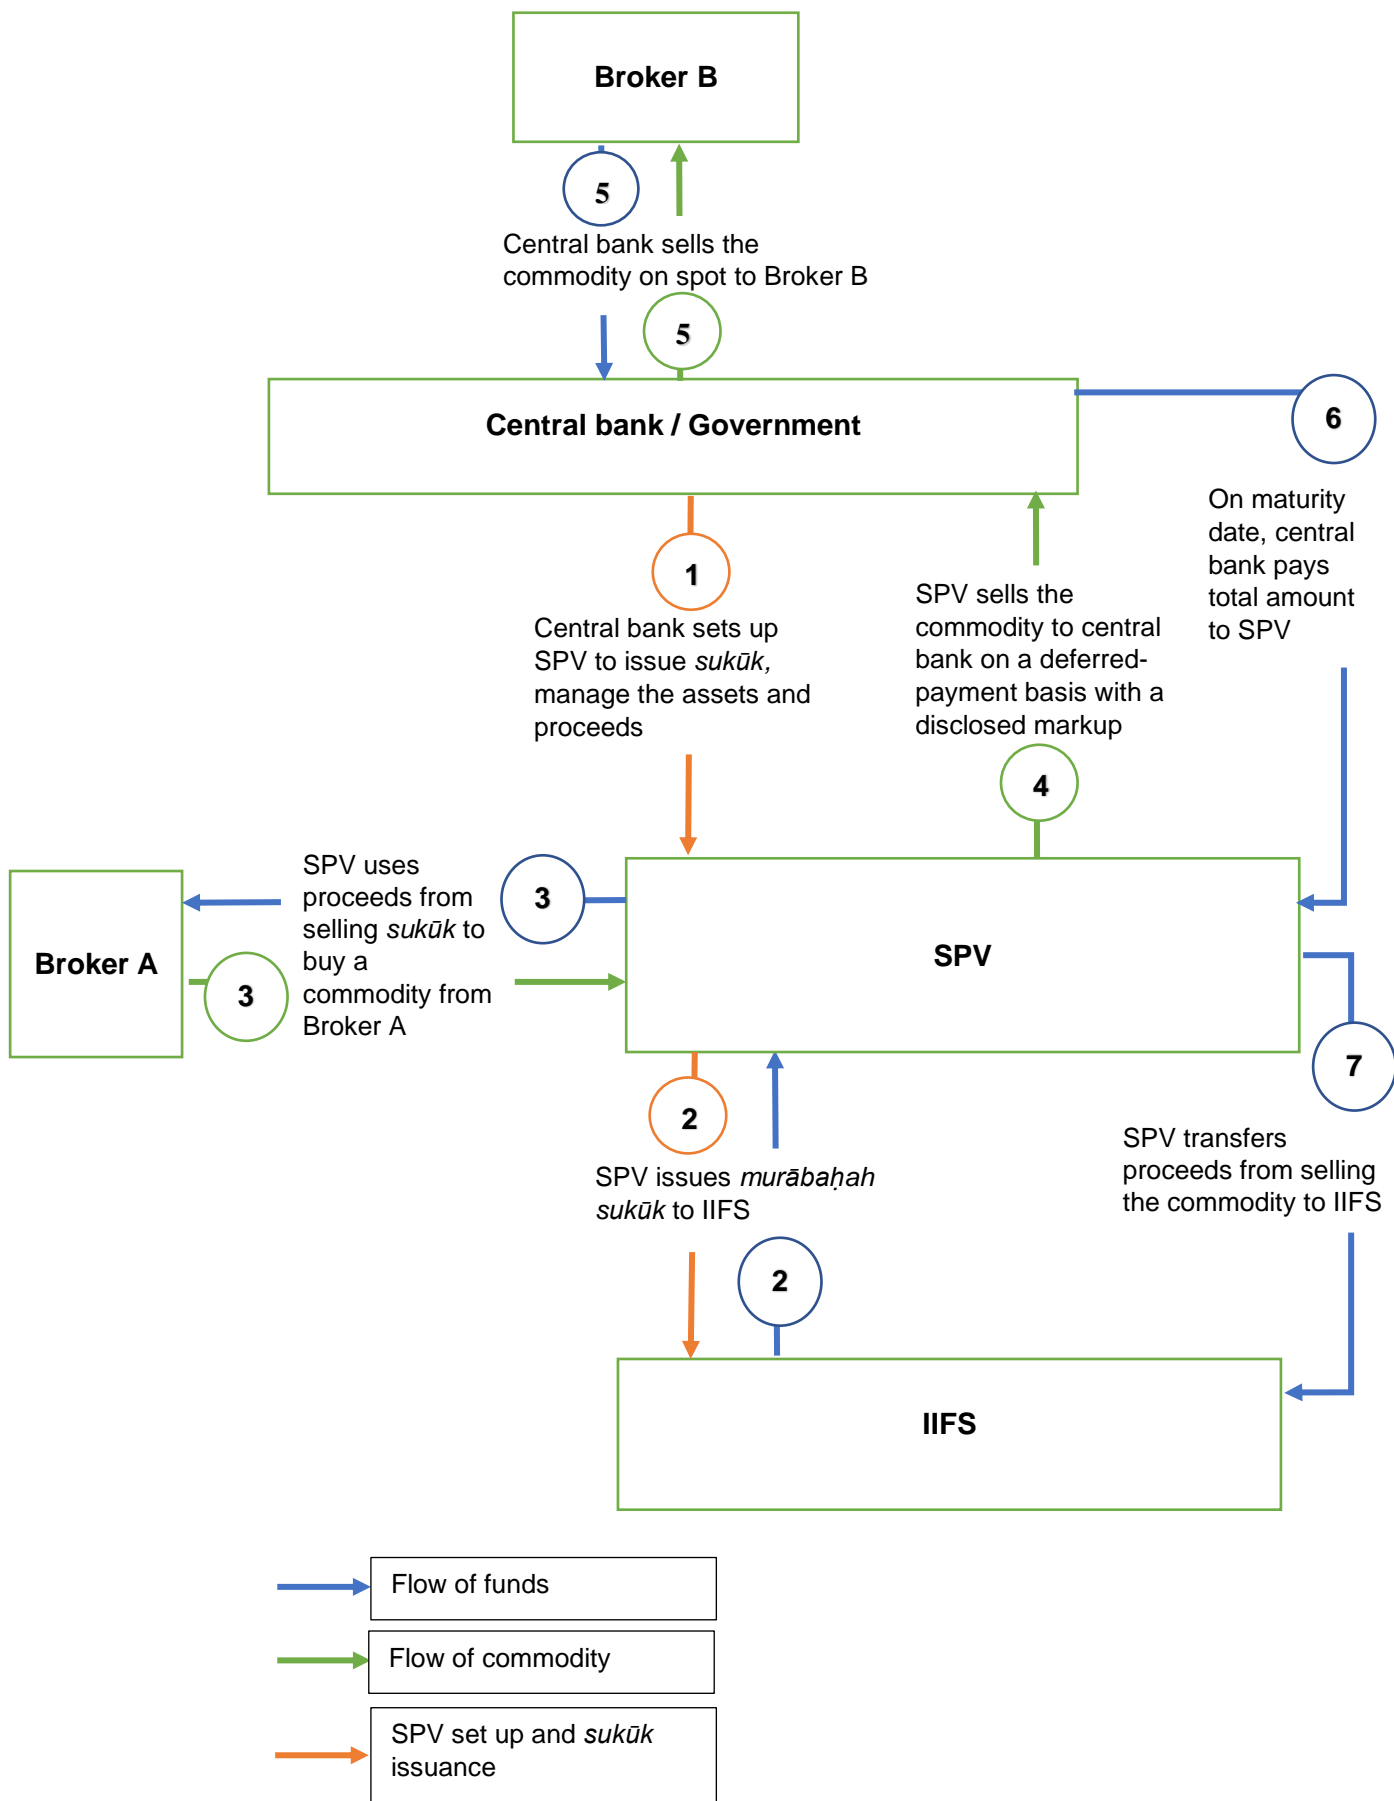 Broker B
5
Central bank sells the
commodity on spot to Broker B
5
Central bank / Government
6
On maturity
date, central
bank pays
total amount
to SPV
1
Central bank sets up
SPV to issue sukūk,
manage the assets and
proceeds
SPV sells the
commodity to central
bank on a deferred-
payment basis with a
disclosed markup
4
Broker A
SPV uses
proceeds from
selling sukūk to
buy a
commodity from
Broker A
3
3
SPV
7
2
SPV issues murābaḥah
sukūk to IIFS
2
SPV transfers
proceeds from selling
the commodity to IIFS
IIFS
Flow of funds
Flow of commodity
SPV set up and sukūk
issuance